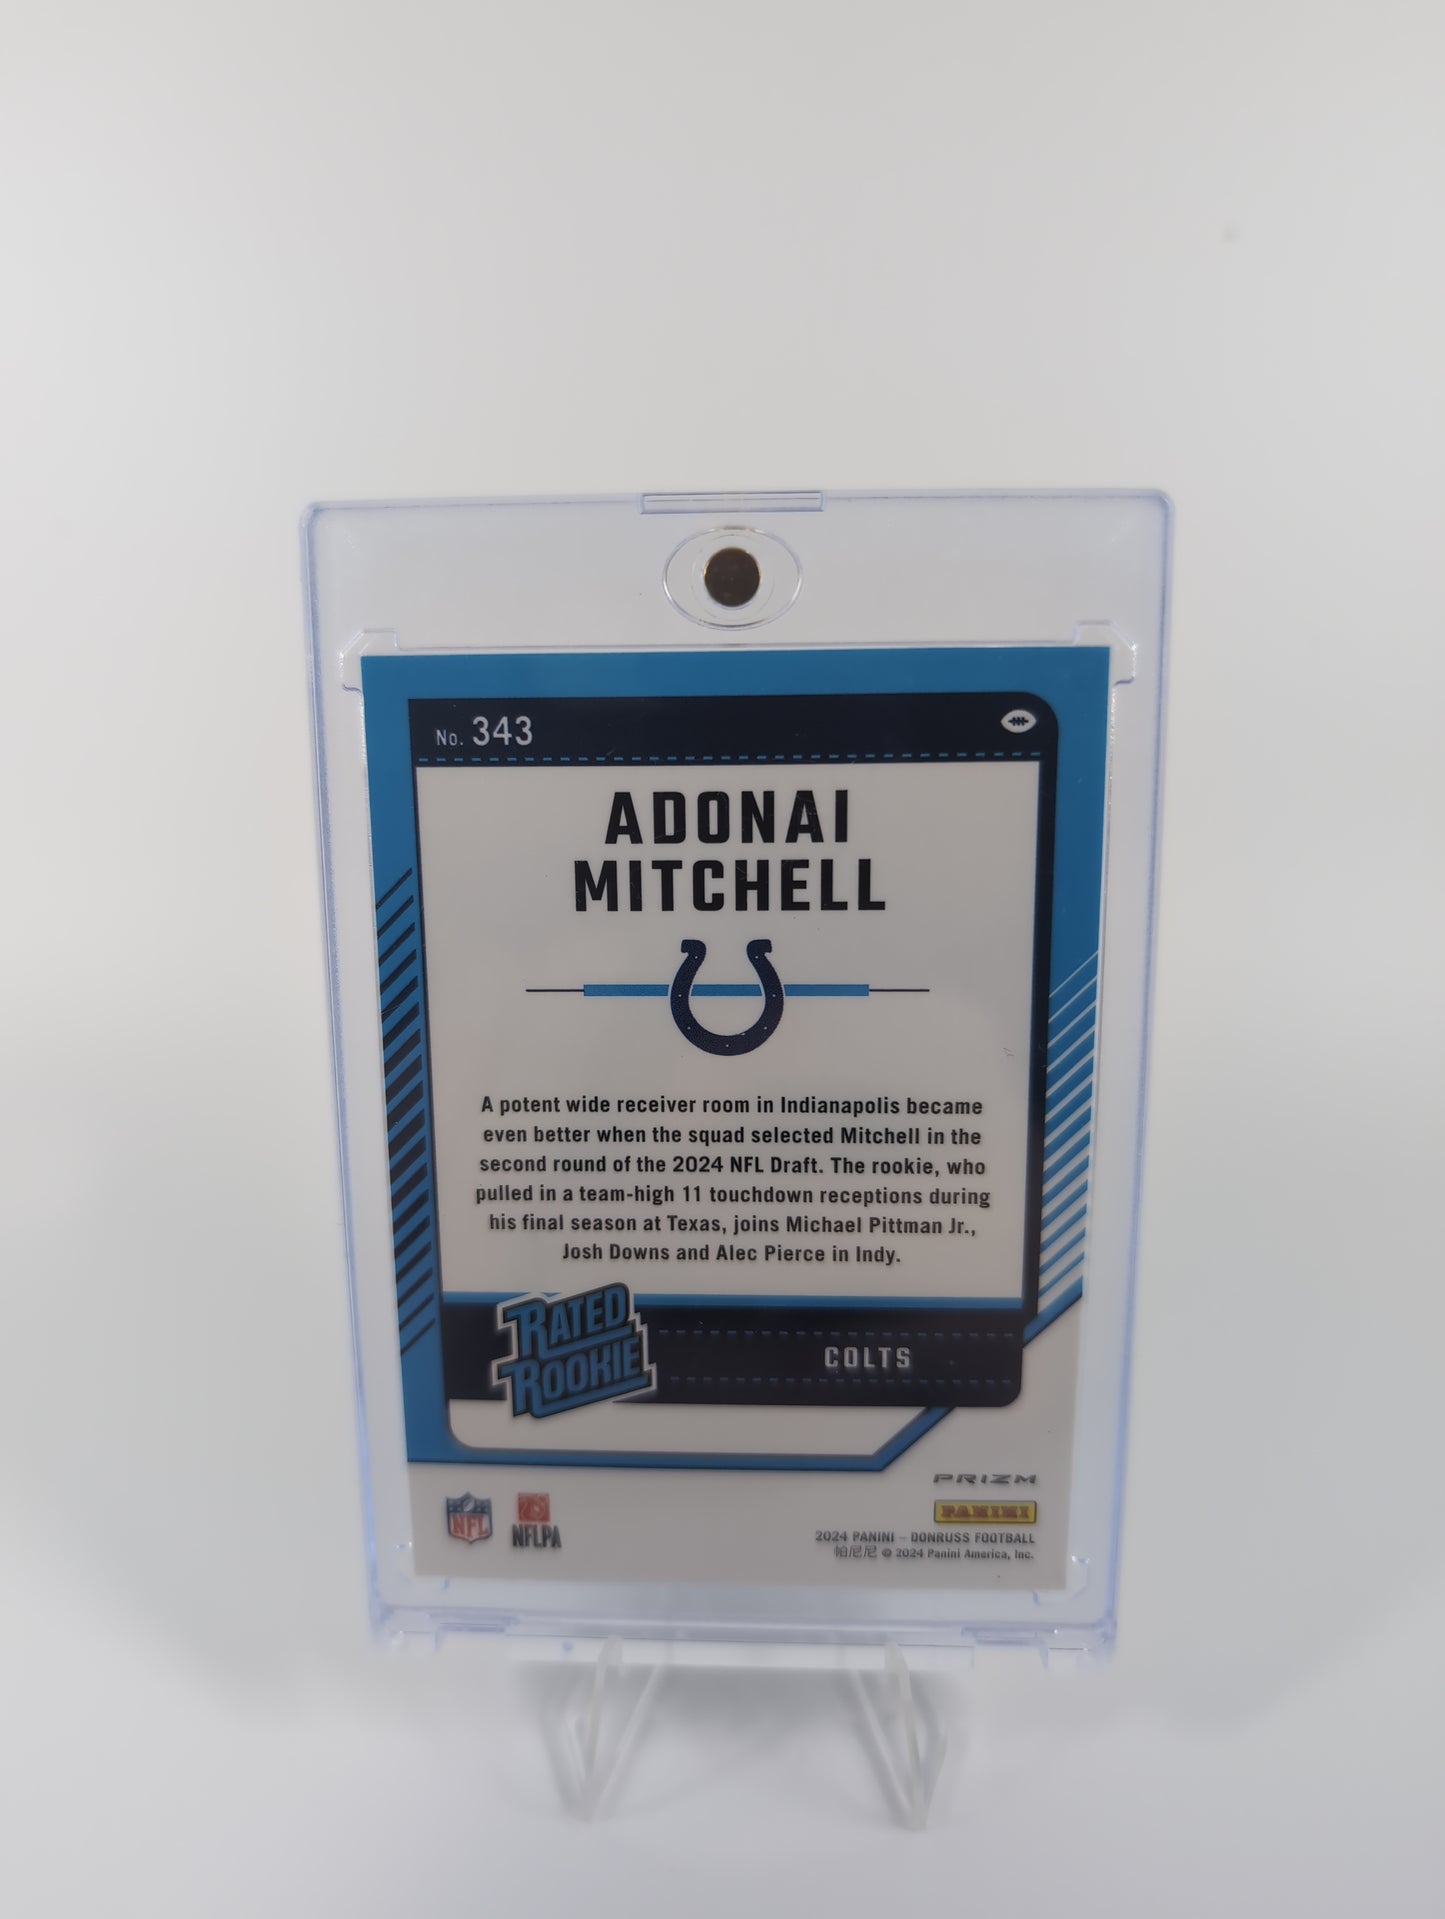 No. 343
ADONAI
MITCHELL
A potent wide receiver room in Indianapolis became
even better when the squad selected Mitchell in the
second round of the 2024 NFL Draft. The rookie, who
pulled in a team-high 11 touchdown receptions during
his final season at Texas, joins Michael Pittman Jr.,
Josh Downs and Alec Pierce in Indy.
RATED
ROOKIE
COLTS
PRIZM
PANINI
NFL
NFLPA
2024 PANINI – DONRUSS FOOTBALL
帕尼尼 © 2024 Panini America, Inc.